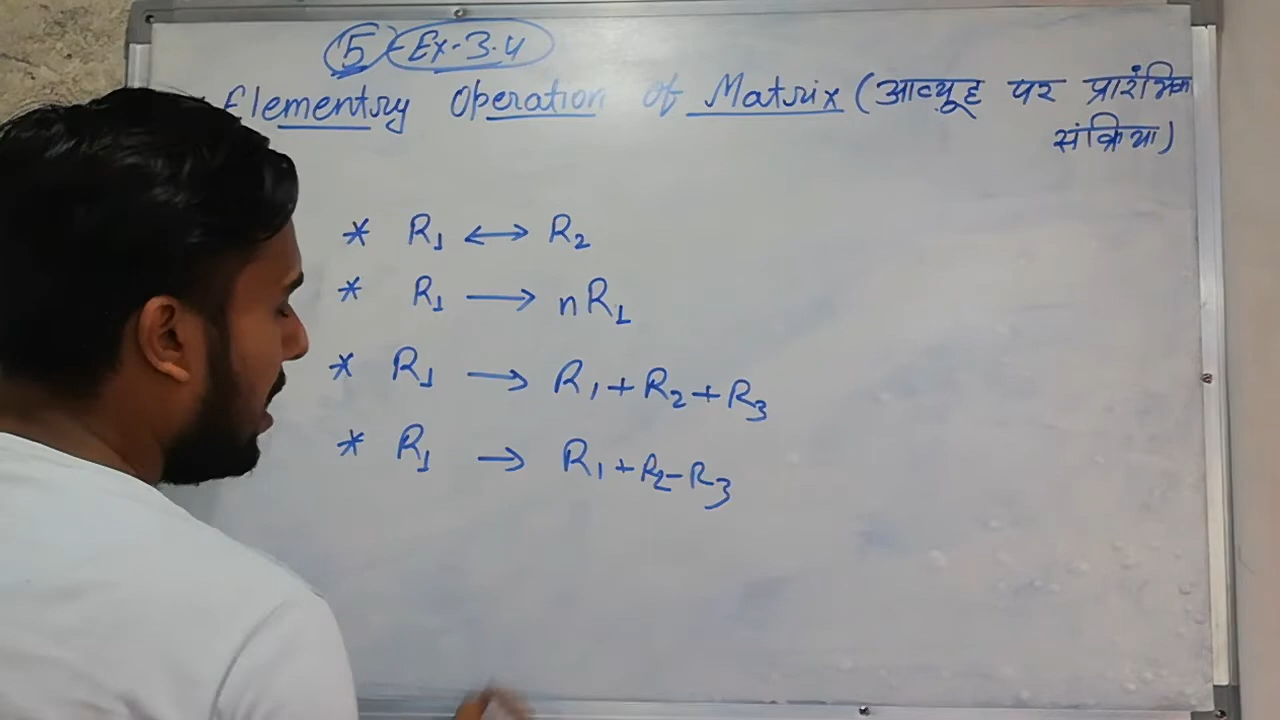 5 Ex-3.4
Elementry Operation of Matrix (आव्यूह पर प्रारंभिक
संक्रिया)
* R₁ ↔ R₂
* R₁ → nR₁
* R₁ → R₁+R₂+R₃
* R₁ → R₁+R₂-R₃